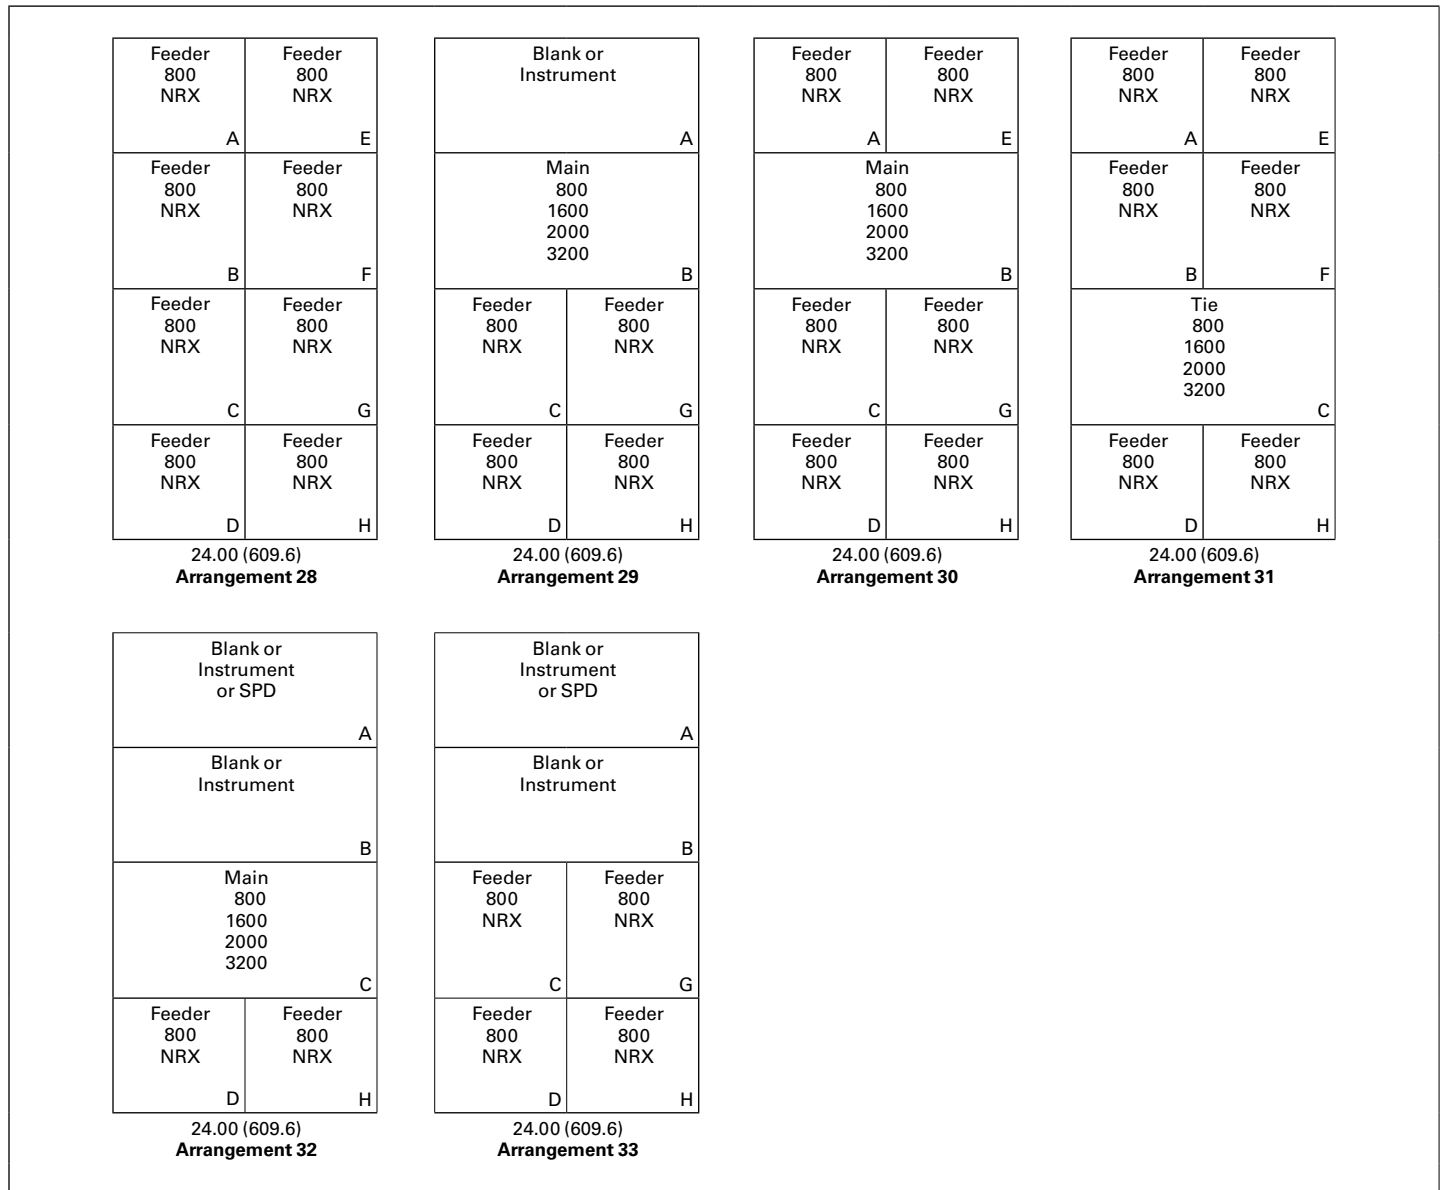 Feeder
800
NRX
A
Feeder
800
NRX
E
Feeder
800
NRX
B
Feeder
800
NRX
F
Feeder
800
NRX
C
Feeder
800
NRX
G
Feeder
800
NRX
D
Feeder
800
NRX
H
24.00 (609.6)
Arrangement 28
Blank or
Instrument
A
Main
800
1600
2000
3200
B
Feeder
800
NRX
C
Feeder
800
NRX
G
Feeder
800
NRX
D
Feeder
800
NRX
H
24.00 (609.6)
Arrangement 29
Feeder
800
NRX
A
Feeder
800
NRX
E
Main
800
1600
2000
3200
B
Feeder
800
NRX
C
Feeder
800
NRX
G
Feeder
800
NRX
D
Feeder
800
NRX
H
24.00 (609.6)
Arrangement 30
Feeder
800
NRX
A
Feeder
800
NRX
E
Feeder
800
NRX
B
Feeder
800
NRX
F
Tie
800
1600
2000
3200
C
Feeder
800
NRX
D
Feeder
800
NRX
H
24.00 (609.6)
Arrangement 31
Blank or
Instrument
or SPD
A
Blank or
Instrument
B
Main
800
1600
2000
3200
C
Feeder
800
NRX
D
Feeder
800
NRX
H
24.00 (609.6)
Arrangement 32
Blank or
Instrument
or SPD
A
Blank or
Instrument
B
Feeder
800
NRX
C
Feeder
800
NRX
G
Feeder
800
NRX
D
Feeder
800
NRX
H
24.00 (609.6)
Arrangement 33